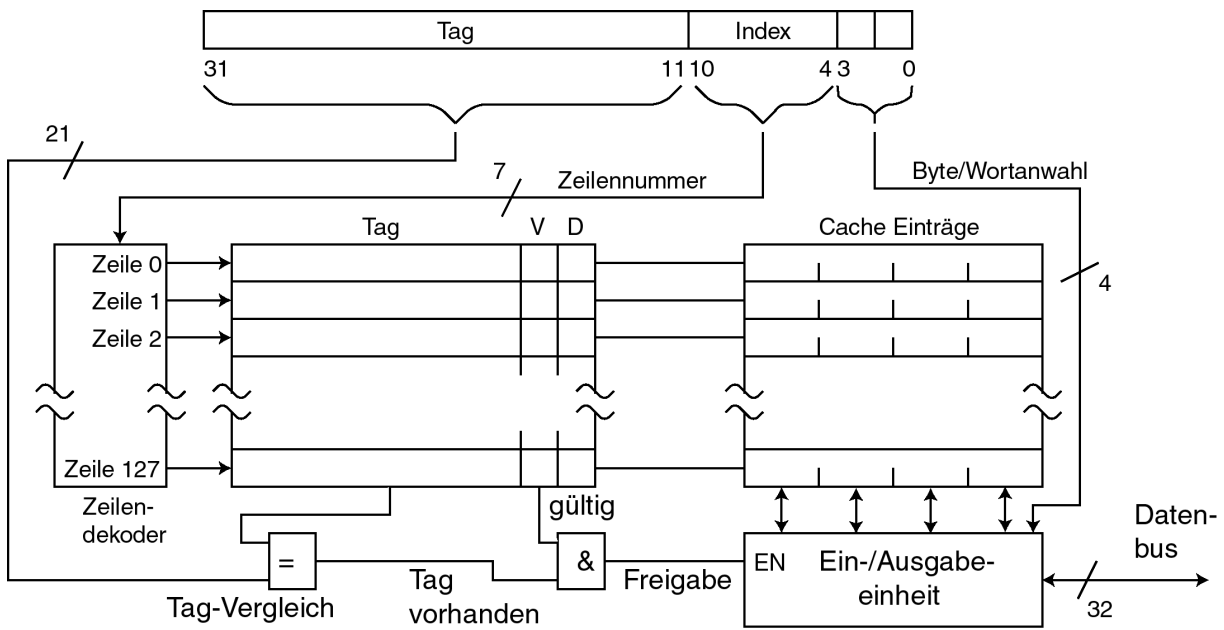 Tag Index
31 11 10 4 3 0
21
7
Zeilennummer
Byte/Wortanwahl
Tag V D
Cache Einträge
Zeile 0
Zeile 1
4
Zeile 2
Zeile 127
Zeilen-
dekoder
gültig
=
&
EN
Ein-/Ausgabe-
einheit
Daten-
bus
Tag-Vergleich
Tag
vorhanden
Freigabe
32